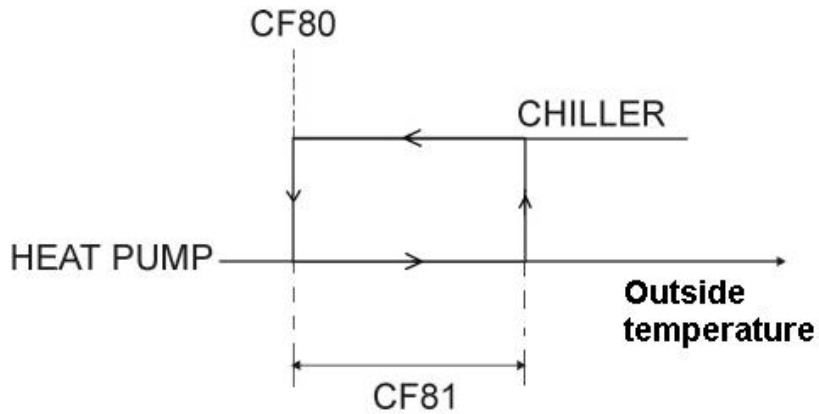 CF80
CHILLER
HEAT PUMP
Outside
temperature
CF81